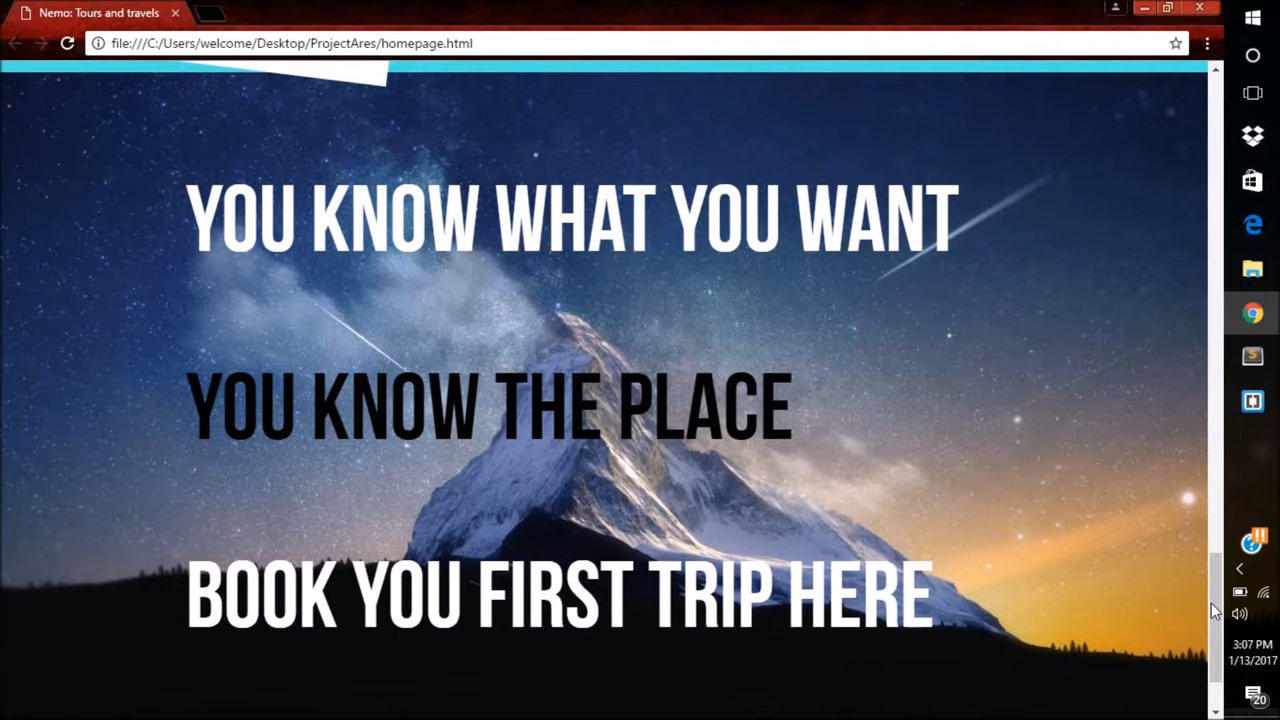 Nemo: Tours and travels
file:///C:/Users/welcome/Desktop/ProjectAres/homepage.html
YOU KNOW WHAT YOU WANT
YOU KNOW THE PLACE
BOOK YOU FIRST TRIP HERE
3:07 PM
1/13/2017
20